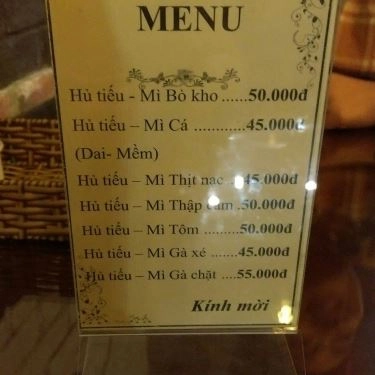 MENU
Hủ tiếu - Mì Bò kho ......50.000đ
Hủ tiếu – Mì Cá ............45.000đ
(Dai- Mềm)
Hủ tiếu – Mì Thịt nạc ..45.000đ
Hủ tiếu – Mì Thập cẩm .50.000đ
Hủ tiếu – Mì Tôm ........50.000đ
Hủ tiếu – Mì Gà xé .......45.000đ
Hủ tiếu – Mì Gà chặt ....55.000đ
Kính mời